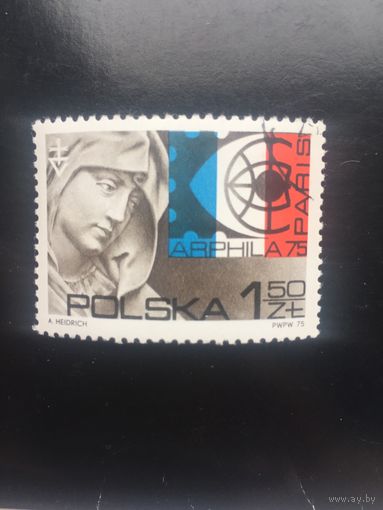 PARIS
ARPHILA 75
POLSKA 1 50 ZŁ
A. HEIDRICH
PWPW 75
www.ay.by